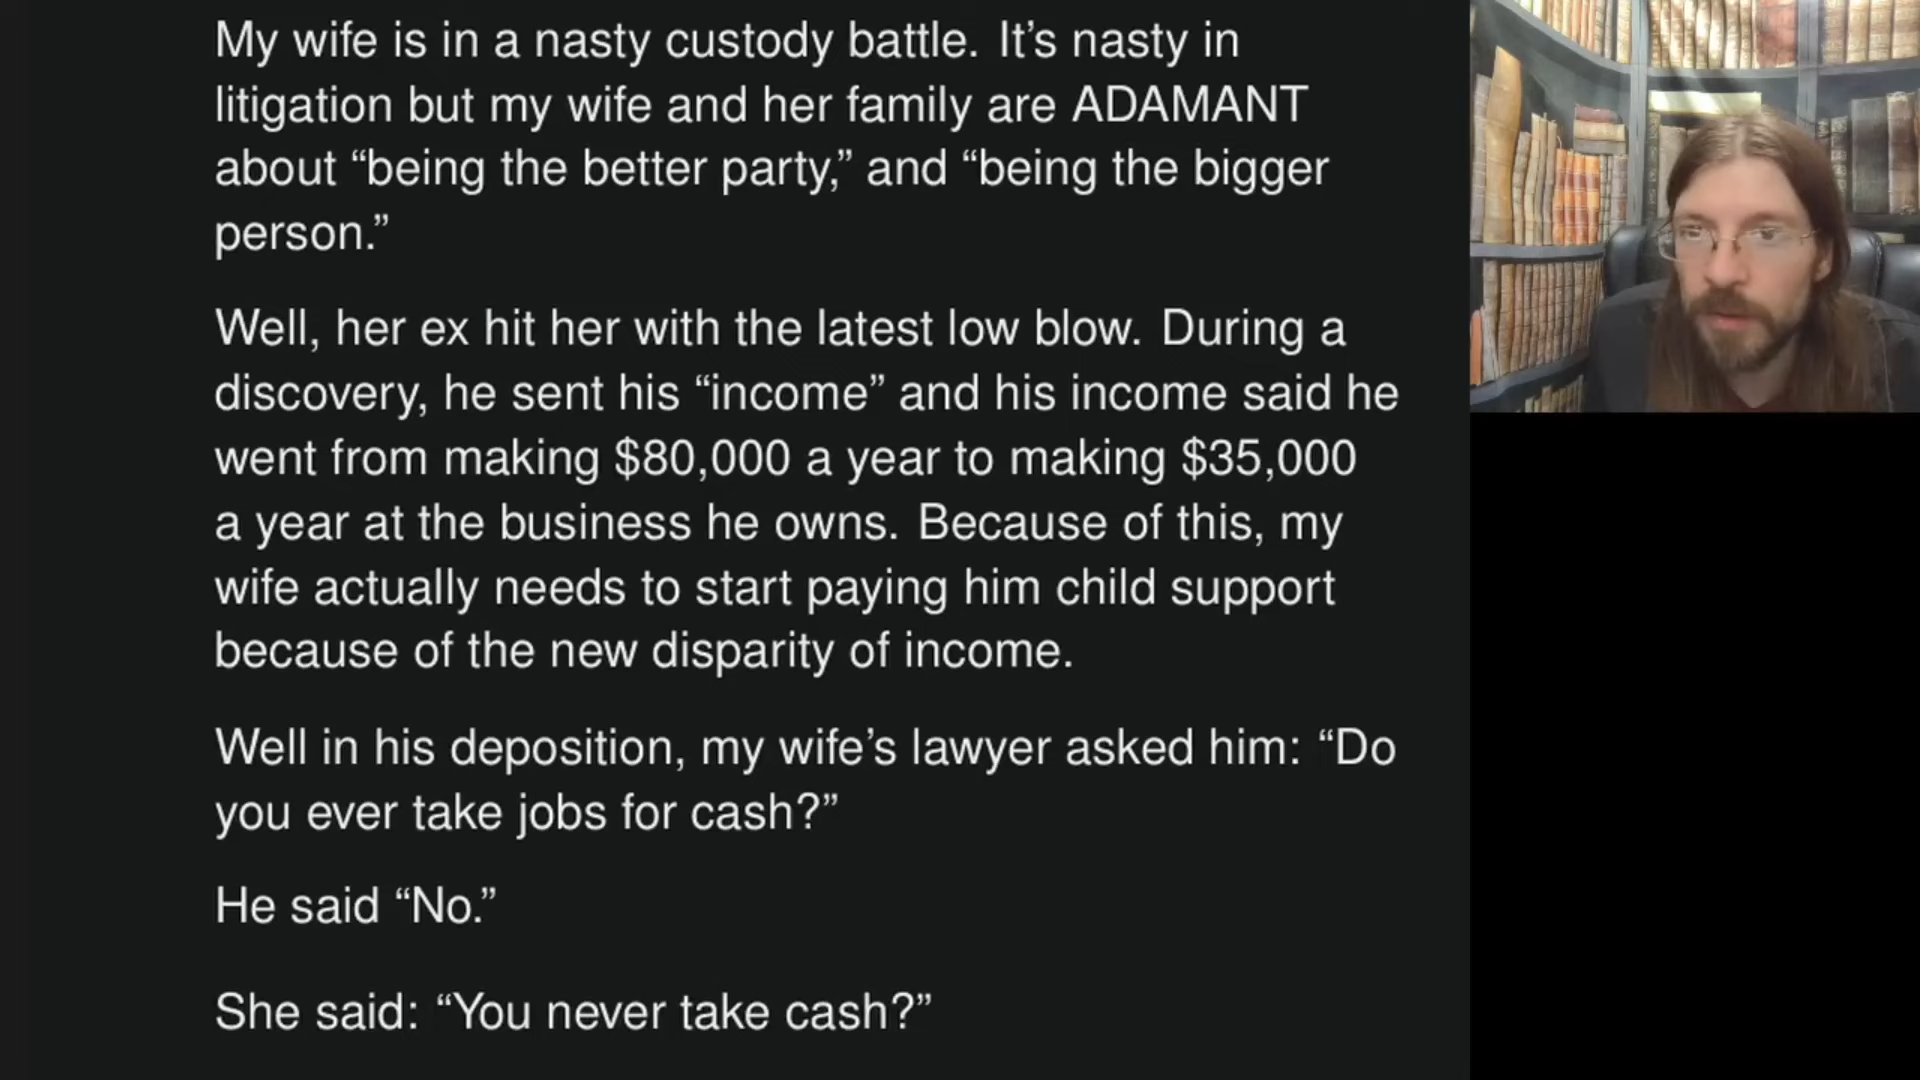 My wife is in a nasty custody battle. It’s nasty in
litigation but my wife and her family are ADAMANT
about “being the better party,” and “being the bigger
person.”
Well, her ex hit her with the latest low blow. During a
discovery, he sent his “income” and his income said he
went from making $80,000 a year to making $35,000
a year at the business he owns. Because of this, my
wife actually needs to start paying him child support
because of the new disparity of income.
Well in his deposition, my wife’s lawyer asked him: “Do
you ever take jobs for cash?”
He said “No.”
She said: “You never take cash?”